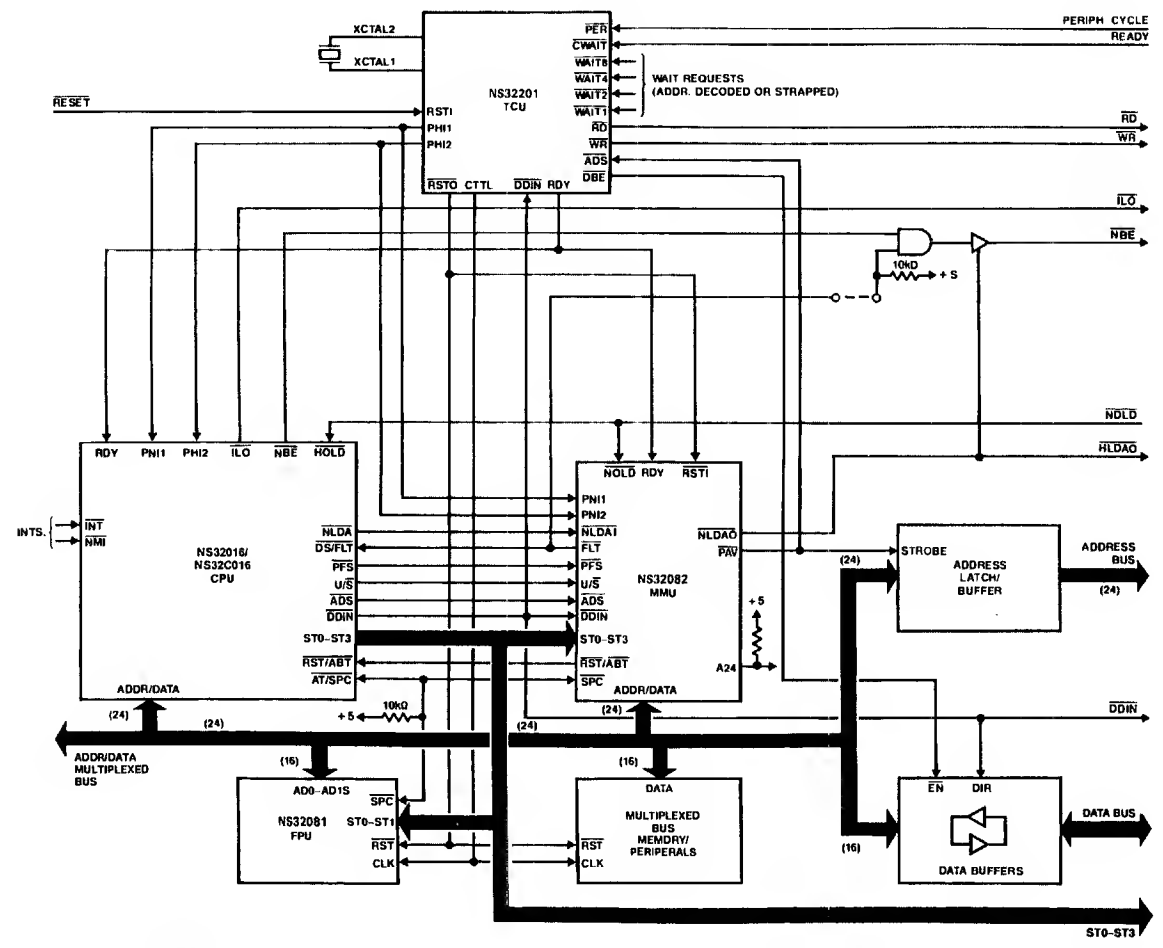 XCTAL2
XCTAL1
NS32201
TCU
PER
CWAIT
WAIT8
WAIT4
WAIT2
WAIT1
RD
WR
ADS
DBE
RSTI
PHI1
PHI2
RSTO CTTL DDIN RDY
RESET
PERIPH CYCLE
READY
WAIT REQUESTS
(ADDR. DECODED OR STRAPPED)
RD
WR
ILO
NBE
10kD
+ S
NDLD
HLDAO
RDY PNI1 PHI2 ILO NBE HOLD
INTS.
INT
NMI
NS32016/
NS32C016
CPU
NLDA
DS/FLT
PFS
U/S
ADS
DDIN
ST0-ST3
RST/ABT
AT/SPC
ADDR/DATA
NOLD RDY RSTI
PNI1
PNI2
NLDAI
FLT
PFS
U/S
ADS
DDIN
ST0-ST3
RST/ABT
SPC
NS32082
MMU
NLDAO
PAV
A24
ADDR/DATA
+ 5
(24)
STROBE
ADDRESS
LATCH/
BUFFER
ADDRESS
BUS
(24)
10kΩ
+ 5
(24)
(24)
(24)
(24)
DDIN
ADDR/DATA
MULTIPLEXED
BUS
(16)
(16)
(16)
AD0-AD1S
SPC
NS32081
FPU
ST0-ST1
RST
CLK
DATA
MULTIPLEXED
BUS
MEMORY/
PERIPERALS
RST
CLK
EN
DIR
DATA BUFFERS
DATA BUS
ST0-ST3